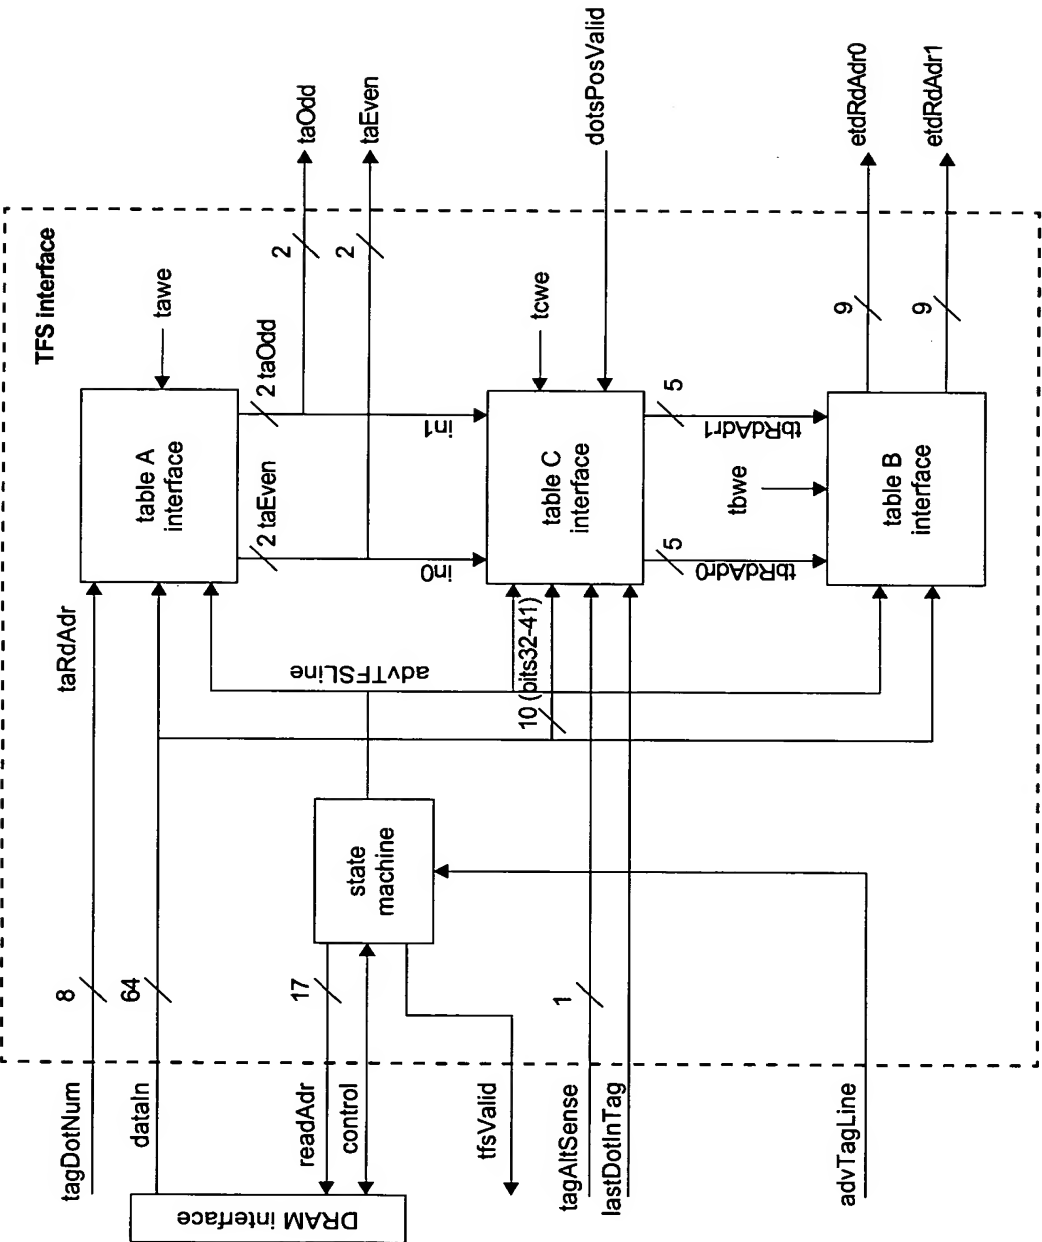 TFS interface
tagDotNum
8
taRdAdr
table A
interface
tawe
dataIn
64
2 taEven
2 taOdd
2
taOdd
2
taEven
DRAM interface
readAdr
17
control
state
machine
advTFSLine
in0
in1
tfsValid
10 (bits32-41)
table C
interface
tcwe
dotsPosValid
tagAltSense
1
lastDotInTag
5
tbRdAdr0
5
tbRdAdr1
tbwe
advTagLine
table B
interface
9
etdRdAdr0
9
etdRdAdr1